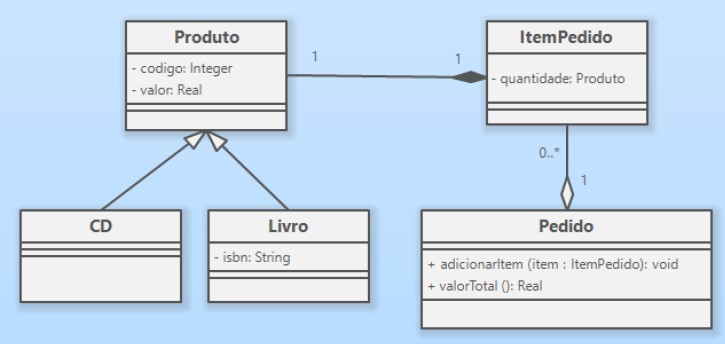 Produto
- codigo: Integer
- valor: Real
1
1
ItemPedido
- quantidade: Produto
0..*
1
CD
Livro
- isbn: String
Pedido
+ adicionarItem (item : ItemPedido): void
+ valorTotal (): Real